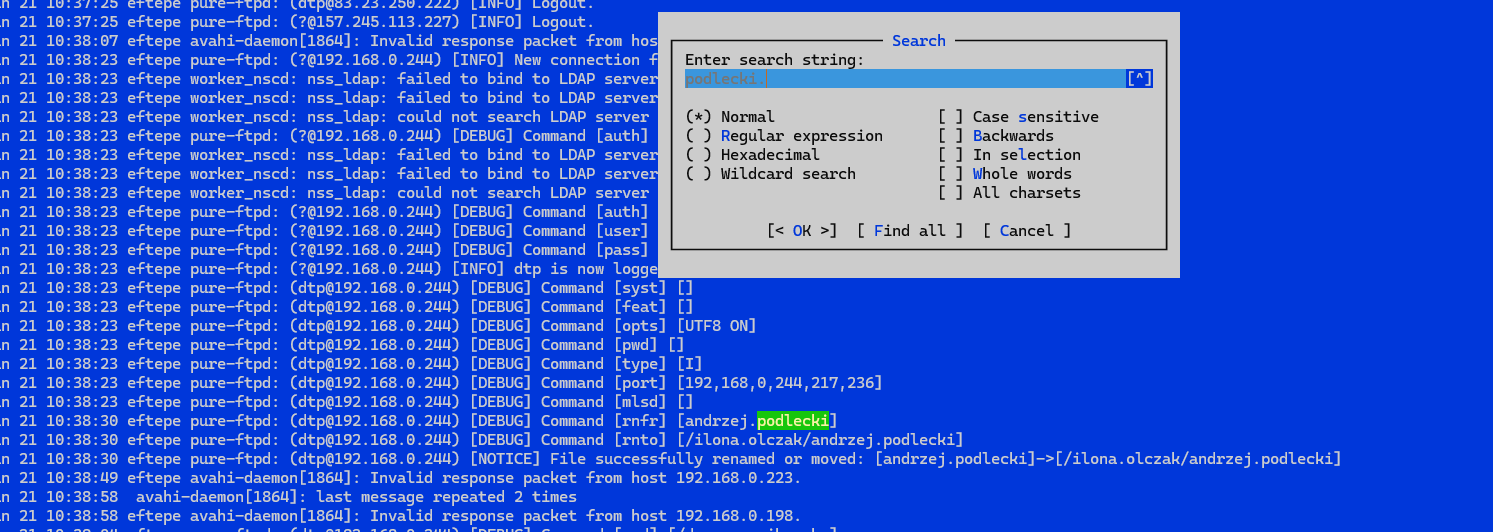 n 21 10:37:25 eftepe pure-ftpd: (dtp@83.23.250.222) [INFO] Logout.
n 21 10:37:25 eftepe pure-ftpd: (?@157.245.113.227) [INFO] Logout.
n 21 10:38:07 eftepe avahi-daemon[1864]: Invalid response packet from hos
n 21 10:38:23 eftepe pure-ftpd: (?@192.168.0.244) [INFO] New connection f
n 21 10:38:23 eftepe worker_nscd: nss_ldap: failed to bind to LDAP server
n 21 10:38:23 eftepe worker_nscd: nss_ldap: failed to bind to LDAP server
n 21 10:38:23 eftepe worker_nscd: nss_ldap: could not search LDAP server
n 21 10:38:23 eftepe pure-ftpd: (?@192.168.0.244) [DEBUG] Command [auth]
n 21 10:38:23 eftepe worker_nscd: nss_ldap: failed to bind to LDAP server
n 21 10:38:23 eftepe worker_nscd: nss_ldap: failed to bind to LDAP server
n 21 10:38:23 eftepe worker_nscd: nss_ldap: could not search LDAP server
n 21 10:38:23 eftepe pure-ftpd: (?@192.168.0.244) [DEBUG] Command [auth]
n 21 10:38:23 eftepe pure-ftpd: (?@192.168.0.244) [DEBUG] Command [user]
n 21 10:38:23 eftepe pure-ftpd: (?@192.168.0.244) [DEBUG] Command [pass]
n 21 10:38:23 eftepe pure-ftpd: (?@192.168.0.244) [INFO] dtp is now logge
n 21 10:38:23 eftepe pure-ftpd: (dtp@192.168.0.244) [DEBUG] Command [syst] []
n 21 10:38:23 eftepe pure-ftpd: (dtp@192.168.0.244) [DEBUG] Command [feat] []
n 21 10:38:23 eftepe pure-ftpd: (dtp@192.168.0.244) [DEBUG] Command [opts] [UTF8 ON]
n 21 10:38:23 eftepe pure-ftpd: (dtp@192.168.0.244) [DEBUG] Command [pwd] []
n 21 10:38:23 eftepe pure-ftpd: (dtp@192.168.0.244) [DEBUG] Command [type] [I]
n 21 10:38:23 eftepe pure-ftpd: (dtp@192.168.0.244) [DEBUG] Command [port] [192,168,0,244,217,236]
n 21 10:38:23 eftepe pure-ftpd: (dtp@192.168.0.244) [DEBUG] Command [mlsd] []
n 21 10:38:30 eftepe pure-ftpd: (dtp@192.168.0.244) [DEBUG] Command [rnfr] [andrzej.podlecki]
n 21 10:38:30 eftepe pure-ftpd: (dtp@192.168.0.244) [DEBUG] Command [rnto] [/ilona.olczak/andrzej.podlecki]
n 21 10:38:30 eftepe pure-ftpd: (dtp@192.168.0.244) [NOTICE] File successfully renamed or moved: [andrzej.podlecki]->[/ilona.olczak/andrzej.podlecki]
n 21 10:38:49 eftepe avahi-daemon[1864]: Invalid response packet from host 192.168.0.223.
n 21 10:38:58  avahi-daemon[1864]: last message repeated 2 times
n 21 10:38:58 eftepe avahi-daemon[1864]: Invalid response packet from host 192.168.0.198.
Search
Enter search string:
podlecki. [^]
(*) Normal [ ] Case sensitive
( ) Regular expression [ ] Backwards
( ) Hexadecimal [ ] In selection
( ) Wildcard search [ ] Whole words
[ ] All charsets
[< OK >] [ Find all ] [ Cancel ]